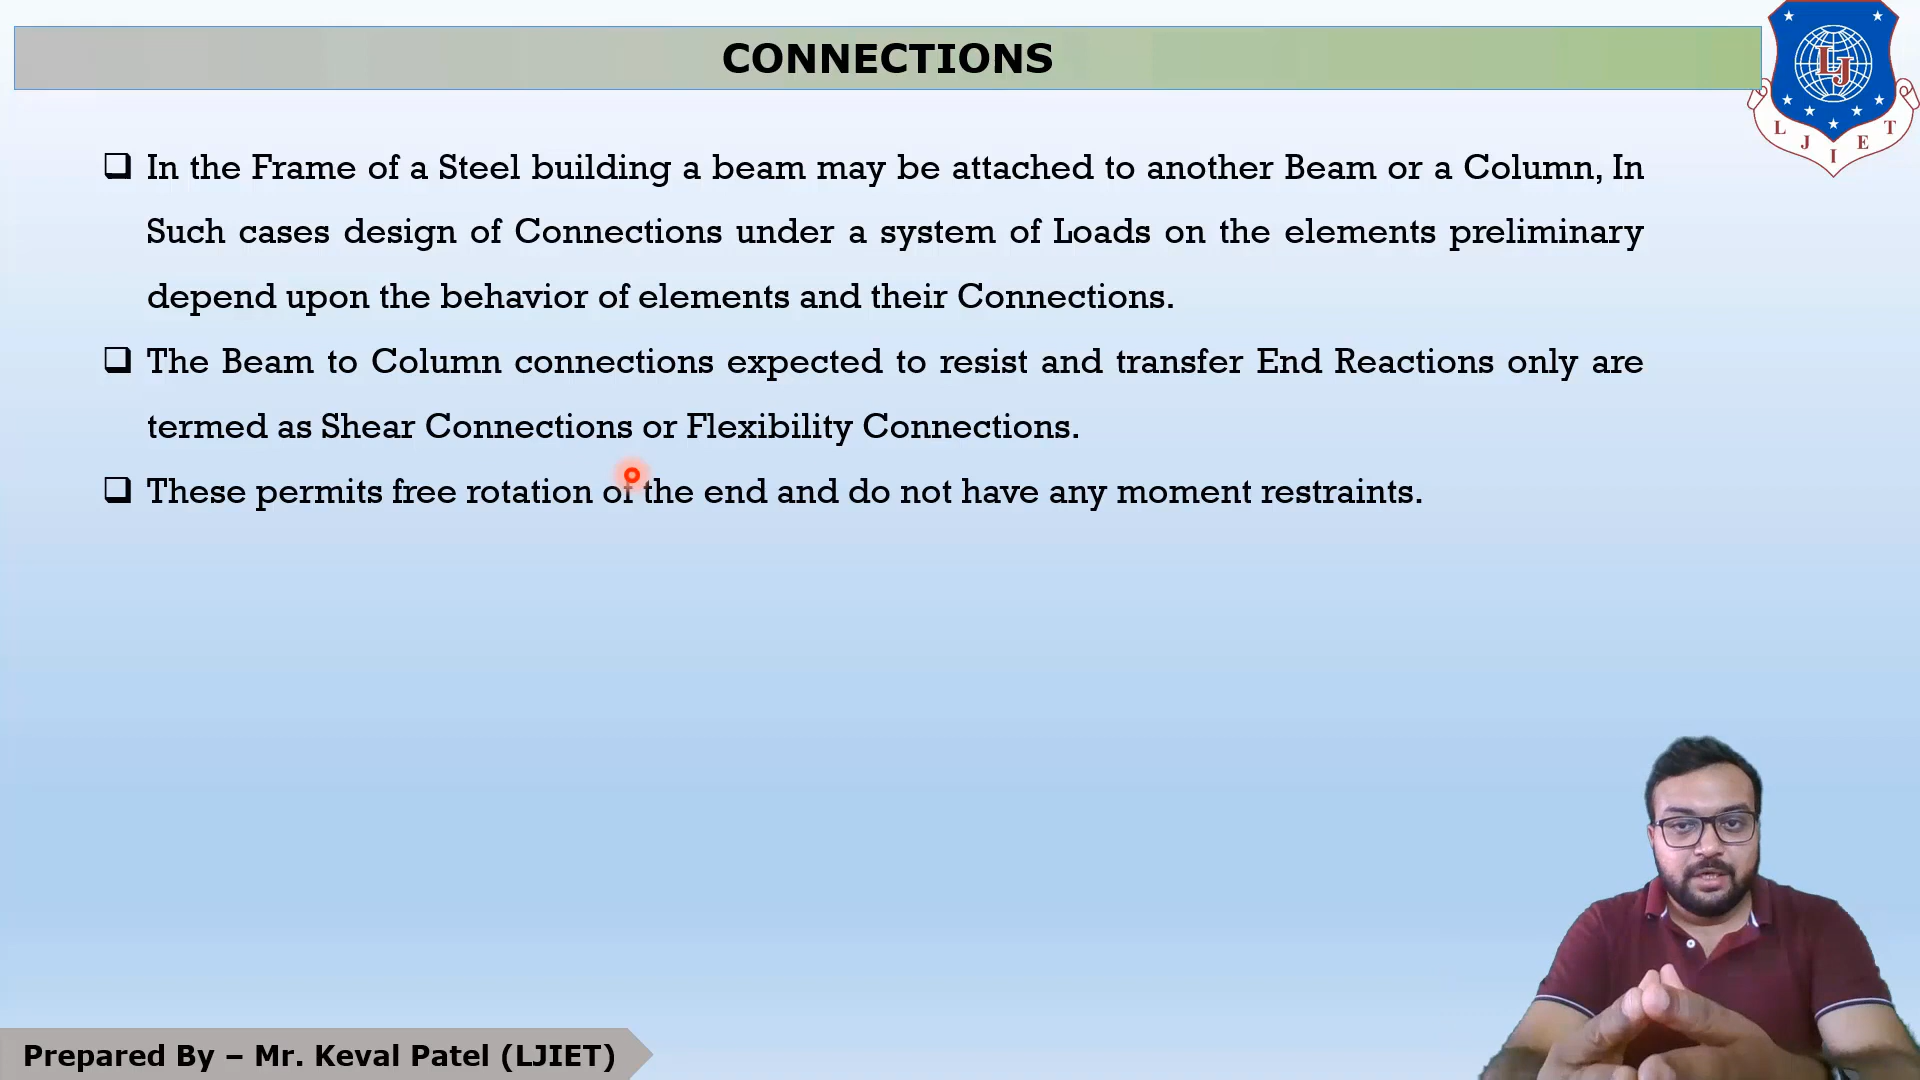 CONNECTIONS
LJ
L J I E T
❑ In the Frame of a Steel building a beam may be attached to another Beam or a Column, In
Such cases design of Connections under a system of Loads on the elements preliminary
depend upon the behavior of elements and their Connections.
❑ The Beam to Column connections expected to resist and transfer End Reactions only are
termed as Shear Connections or Flexibility Connections.
❑ These permits free rotation of the end and do not have any moment restraints.
Prepared By – Mr. Keval Patel (LJIET)